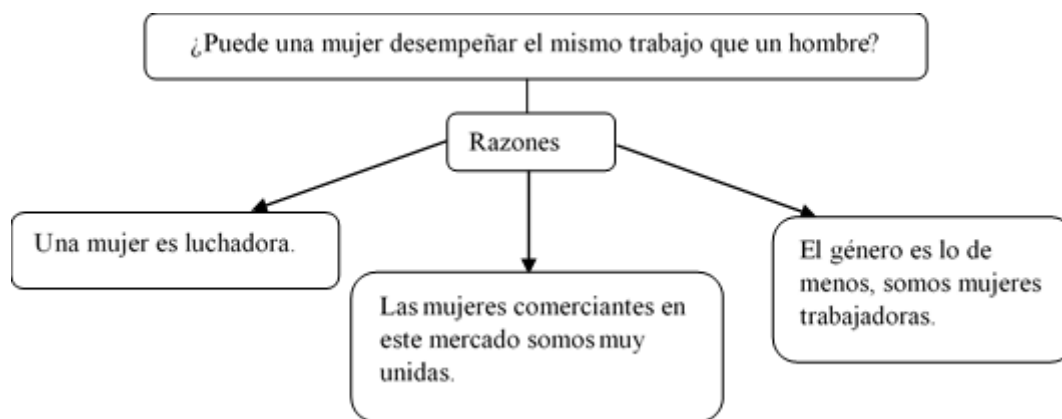 ¿Puede una mujer desempeñar el mismo trabajo que un hombre?
Razones
Una mujer es luchadora.
Las mujeres comerciantes en
este mercado somos muy
unidas.
El género es lo de
menos, somos mujeres
trabajadoras.